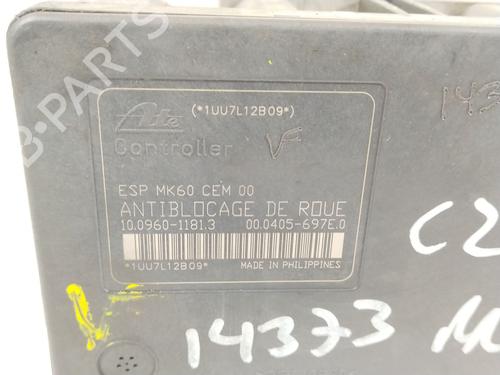 143
(*1UU7L12B09*)
Ate
Controller
ESP MK60 CEM 00
ANTIBLOCAGE DE ROUE
10.0960-1181.3 00.0405-697E.0
*1UU7L12B09* MADE IN PHILIPPINES
C2
14373